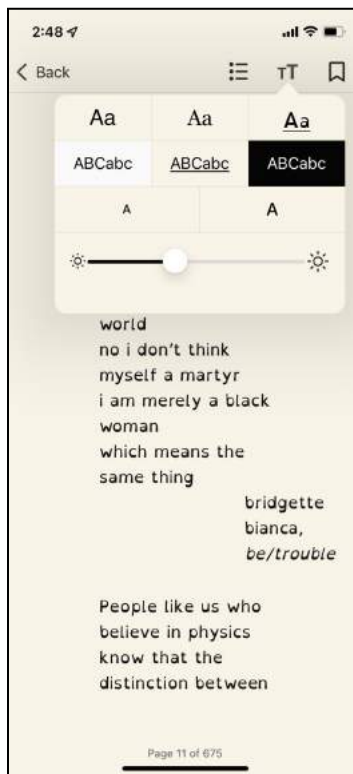 2:48
Back
TT
Aa Aa Aa
ABCabc ABCabc ABCabc
A A
world
no i don't think
myself a martyr
i am merely a black
woman
which means the
same thing
bridgette
bianca,
be/trouble
People like us who
believe in physics
know that the
distinction between
Page 11 of 675